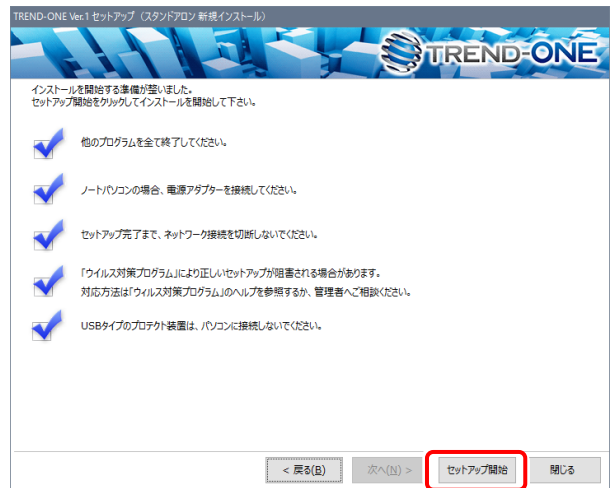 TREND-ONE Ver.1 セットアップ（スタンドアロン 新規インストール）
TREND-ONE
インストールを開始する準備が整いました。
セットアップ開始をクリックしてインストールを開始して下さい。
他のプログラムを全て終了してください。
ノートパソコンの場合、電源アダプターを接続してください。
セットアップ完了まで、ネットワーク接続を切断しないでください。
「ウイルス対策プログラム」により正しいセットアップが阻害される場合があります。
対応方法は「ウィルス対策プログラム」のヘルプを参照するか、管理者へご相談ください。
USBタイプのプロテクト装置は、パソコンに接続しないでください。
< 戻る(B) 次へ(N) > セットアップ開始 閉じる